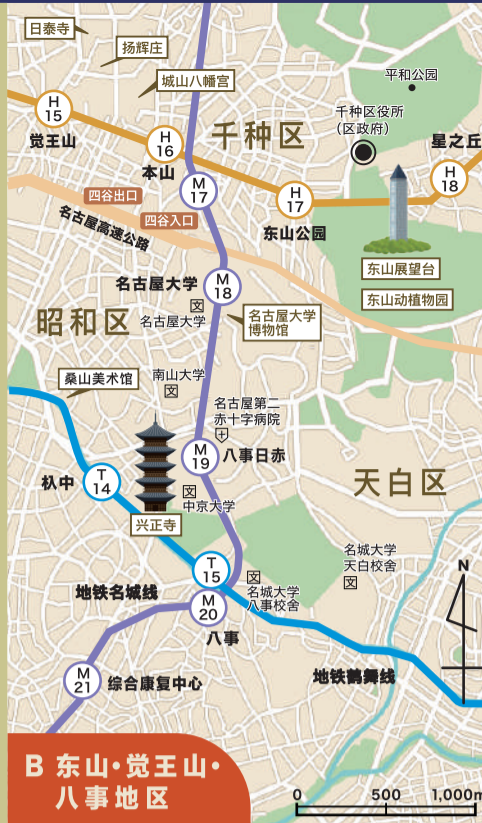 日泰寺
扬辉庄
城山八幡宫
平和公园
千种区役所
(区政府)
千种区
星之丘
H
15
觉王山
H
16
本山
M
17
H
17
东山公园
H
18
四谷出口
四谷入口
名古屋高速公路
东山展望台
东山动植物园
名古屋大学
M
18
名古屋大学
名古屋大学
博物馆
昭和区
桑山美术馆
南山大学
名古屋第二
赤十字病院
M
19
八事日赤
天白区
杁中
T
14
中京大学
兴正寺
名城大学
天白校舍
N
T
15
名城大学
八事校舍
地铁名城线
M
20
八事
地铁鹤舞线
M
21
综合康复中心
B 东山·觉王山·
八事地区
0 500 1,000m